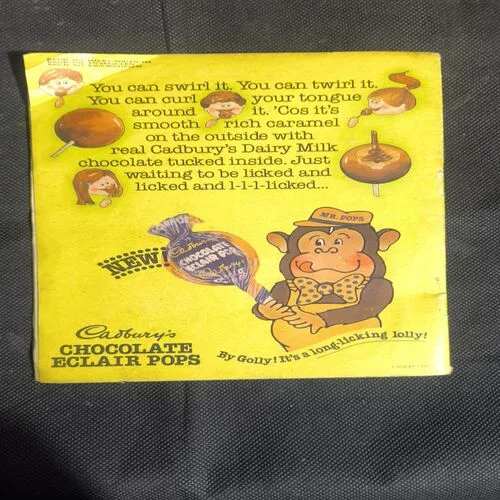 You can swirl it. You can twirl it.
You can curl your tongue
around it. 'Cos it's
smooth rich caramel
on the outside with
real Cadbury's Dairy Milk
chocolate tucked inside. Just
waiting to be licked and
licked and l-l-l-licked...
MR. POPS
NEW!
Cadbury's
CHOCOLATE
ECLAIR POP
Cadbury's
Cadbury's
CHOCOLATE
ECLAIR POPS
By Golly! It's a long-licking lolly!